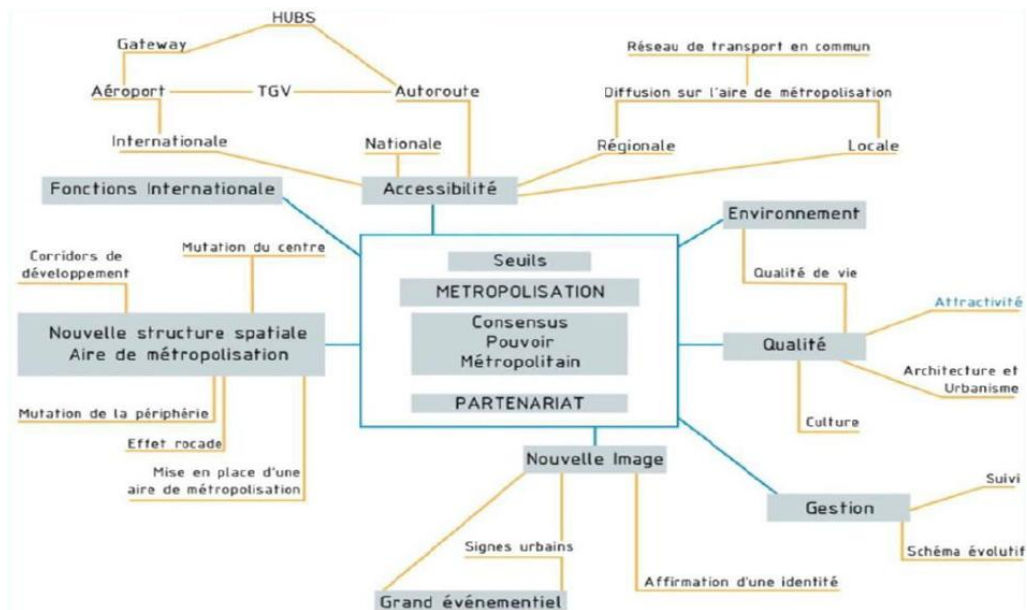 HUBS
Gateway
Réseau de transport en commun
Aéroport
TGV
Autoroute
Diffusion sur l'aire de métropolisation
Internationale
Nationale
Régionale
Locale
Fonctions Internationale
Accessibilité
Environnement
Corridors de
développement
Mutation du centre
Seuils
METROPOLISATION
Consensus
Pouvoir
Métropolitain
PARTENARIAT
Qualité de vie
Attractivité
Nouvelle structure spatiale
Aire de métropolisation
Qualité
Architecture et
Urbanisme
Culture
Mutation de la périphérie
Effet rocade
Mise en place d'une
aire de métropolisation
Nouvelle Image
Suivi
Gestion
Schéma évolutif
Signes urbains
Affirmation d'une identité
Grand événementiel